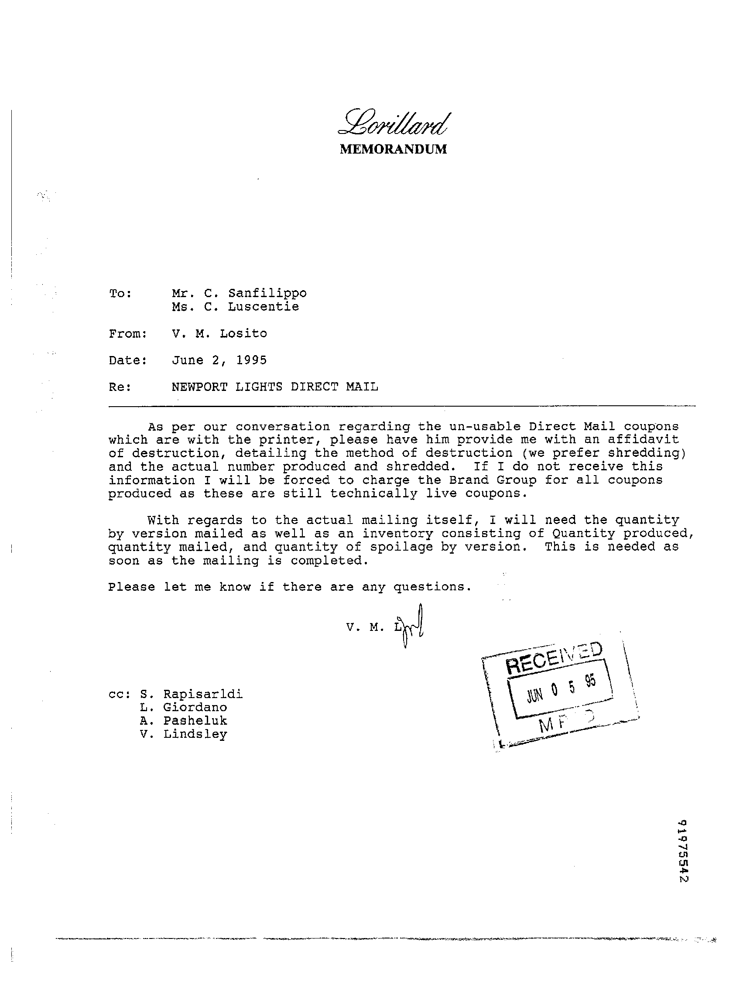 Lorillard
MEMORANDUM
To: Mr. C. Sanfilippo
Ms. C. Luscentie
From: V. M. Losito
Date: June 2, 1995
Re: NEWPORT LIGHTS DIRECT MAIL
As per our conversation regarding the un-usable Direct Mail coupons
which are with the printer, please have him provide me with an affidavit
of destruction, detailing the method of destruction (we prefer shredding)
and the actual number produced and shredded. If I do not receive this
information I will be forced to charge the Brand Group for all coupons
produced as these are still technically live coupons.
With regards to the actual mailing itself, I will need the quantity
by version mailed as well as an inventory consisting of Quantity produced,
quantity mailed, and quantity of spoilage by version. This is needed as
soon as the mailing is completed.
Please let me know if there are any questions.
V. M. L
RECEIVED
JUN 05 95
cc: S. Rapisarldi
L. Giordano
A. Pasheluk
V. Lindsley
91975542